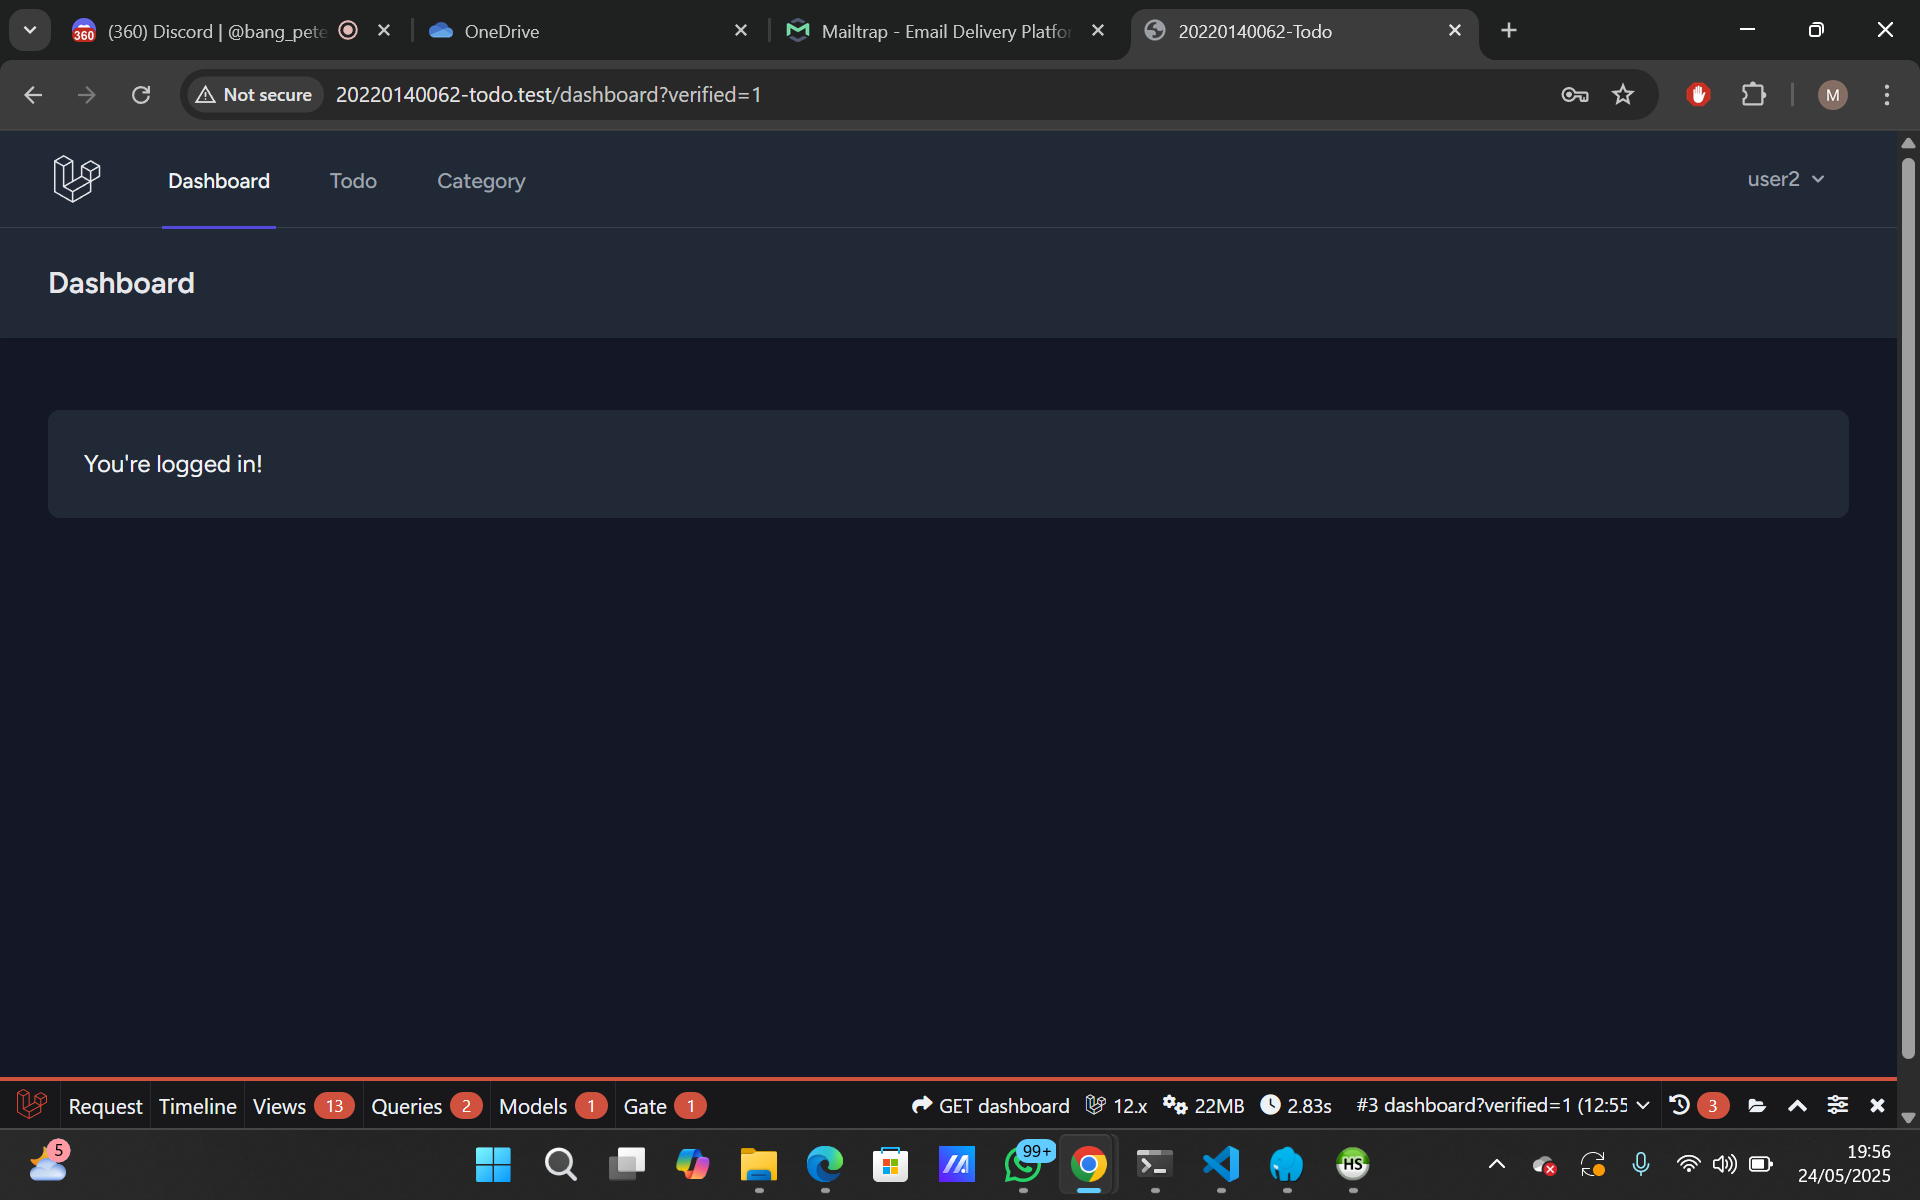 (360) Discord | @bang_pete
OneDrive
Mailtrap - Email Delivery Platfor
20220140062-Todo
Not secure
20220140062-todo.test/dashboard?verified=1
M
Dashboard
Todo
Category
user2
Dashboard
You're logged in!
Request
Timeline
Views 13
Queries 2
Models 1
Gate 1
GET dashboard
12.x
22MB
2.83s
#3 dashboard?verified=1 (12:55
3
5
99+
HS
19:56
24/05/2025